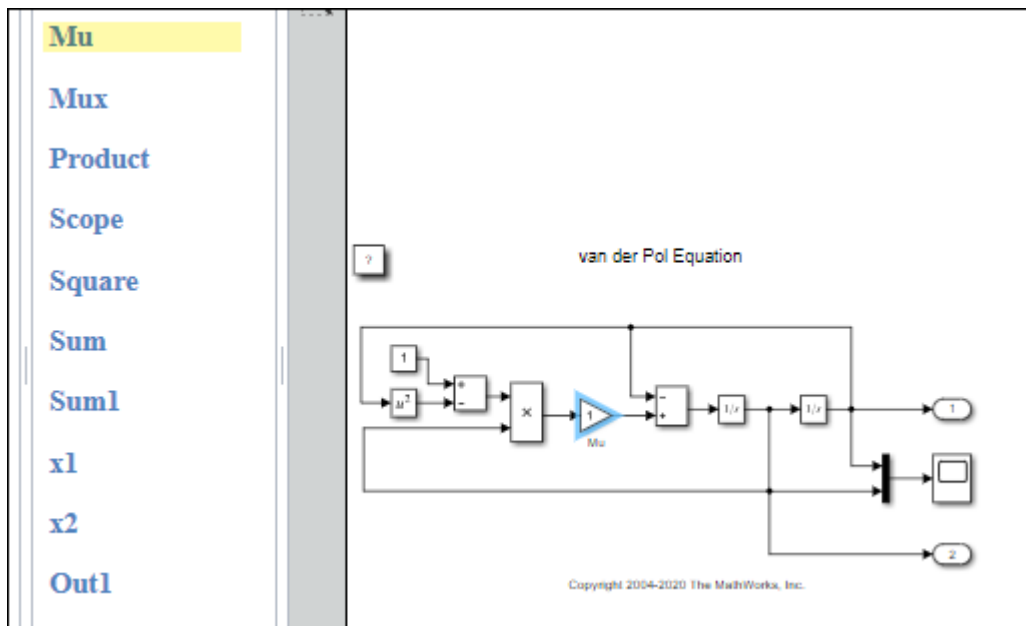 Mu
Mux
Product
Scope
Square
Sum
Sum1
x1
x2
Out1
?
van der Pol Equation
1
+
−
u²
×
1
Mu
−
+
1/s
1/s
1
2
Copyright 2004-2020 The MathWorks, Inc.